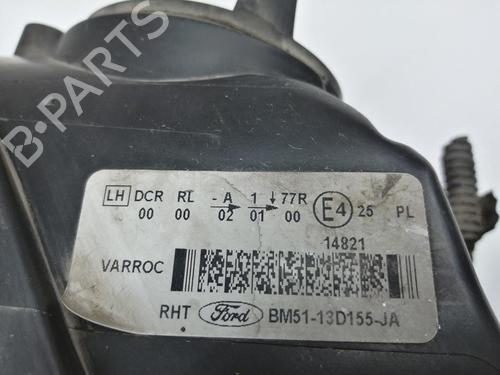 B-PARTS
LH DCR RL -A 1 ↓77R E4 25 PL
00 00 02 01 00
14821
VARROC
RHT Ford BM51-13D155-JA